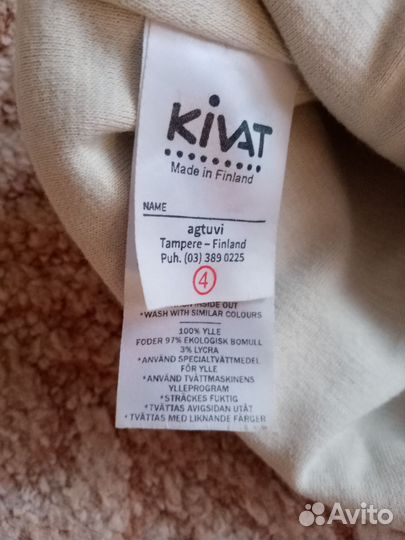 KIVAT
Made in Finland
NAME
agtuvi
Tampere – Finland
Puh. (03) 389 0225
4
INSIDE OUT
*WASH WITH SIMILAR COLOURS
100% YLLE
FODER 97% EKOLOGISK BOMULL
3% LYCRA
*ANVÄND SPECIALTVÄTTMEDEL
FÖR YLLE
*ANVÄND TVÄTTMASKINENS
YLLEPROGRAM
*STRÄCKES FUKTIG
*TVÄTTAS AVIGSIDAN UTÅT
*TVÄTTAS MED LIKNANDE FÄRGER
Avito